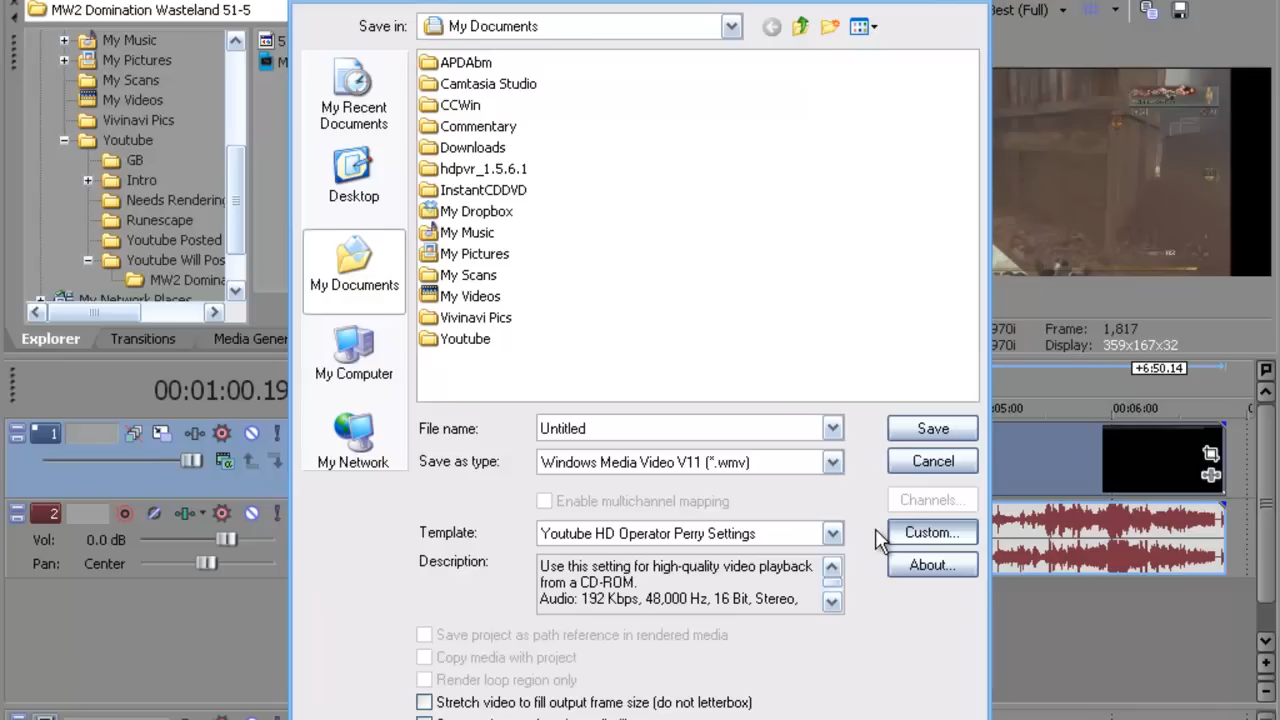 MW2 Domination Wasteland 51-5
My Music
My Pictures
My Scans
My Videos
Vivinavi Pics
Youtube
GB
Intro
Needs Rendering
Runescape
Youtube Posted
Youtube Will Pos
MW2 Domina
My Network Places
Explorer
Transitions
Media Gene
00:01:00.19
1
2
Vol:
0.0 dB
Pan:
Center
Save in:
My Documents
My Recent
Documents
Desktop
My Documents
My Computer
My Network
APDAbm
Camtasia Studio
CCWin
Commentary
Downloads
hdpvr_1.5.6.1
InstantCDDVD
My Dropbox
My Music
My Pictures
My Scans
My Videos
Vivinavi Pics
Youtube
File name:
Untitled
Save
Save as type:
Windows Media Video V11 (*.wmv)
Cancel
Enable multichannel mapping
Channels...
Template:
Youtube HD Operator Perry Settings
Custom...
Description:
Use this setting for high-quality video playback
from a CD-ROM.
Audio: 192 Kbps, 48,000 Hz, 16 Bit, Stereo,
About...
Save project as path reference in rendered media
Copy media with project
Render loop region only
Stretch video to fill output frame size (do not letterbox)
Best (Full)
970i
Frame:
1,817
970i
Display:
359x167x32
+6:50.14
:05:00
00:06:00